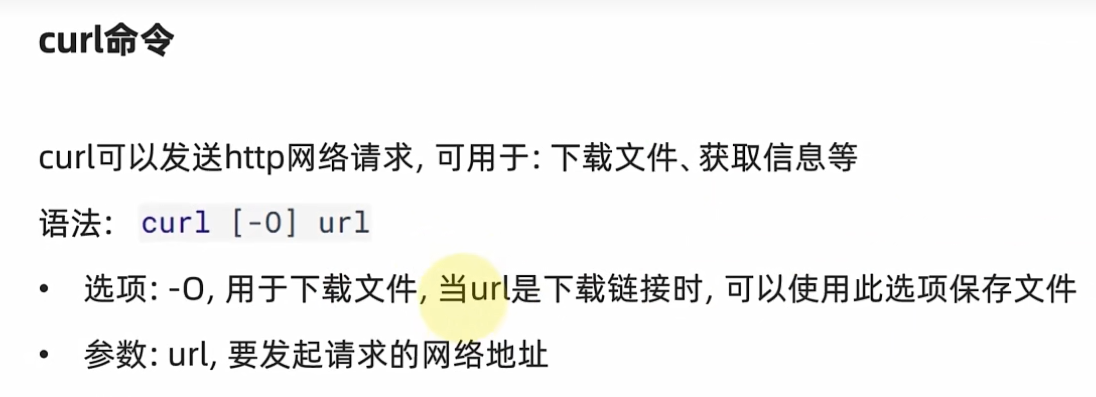 curl命令
curl可以发送http网络请求, 可用于: 下载文件、获取信息等
语法: curl [-O] url
• 选项: -O, 用于下载文件, 当url是下载链接时, 可以使用此选项保存文件
• 参数: url, 要发起请求的网络地址